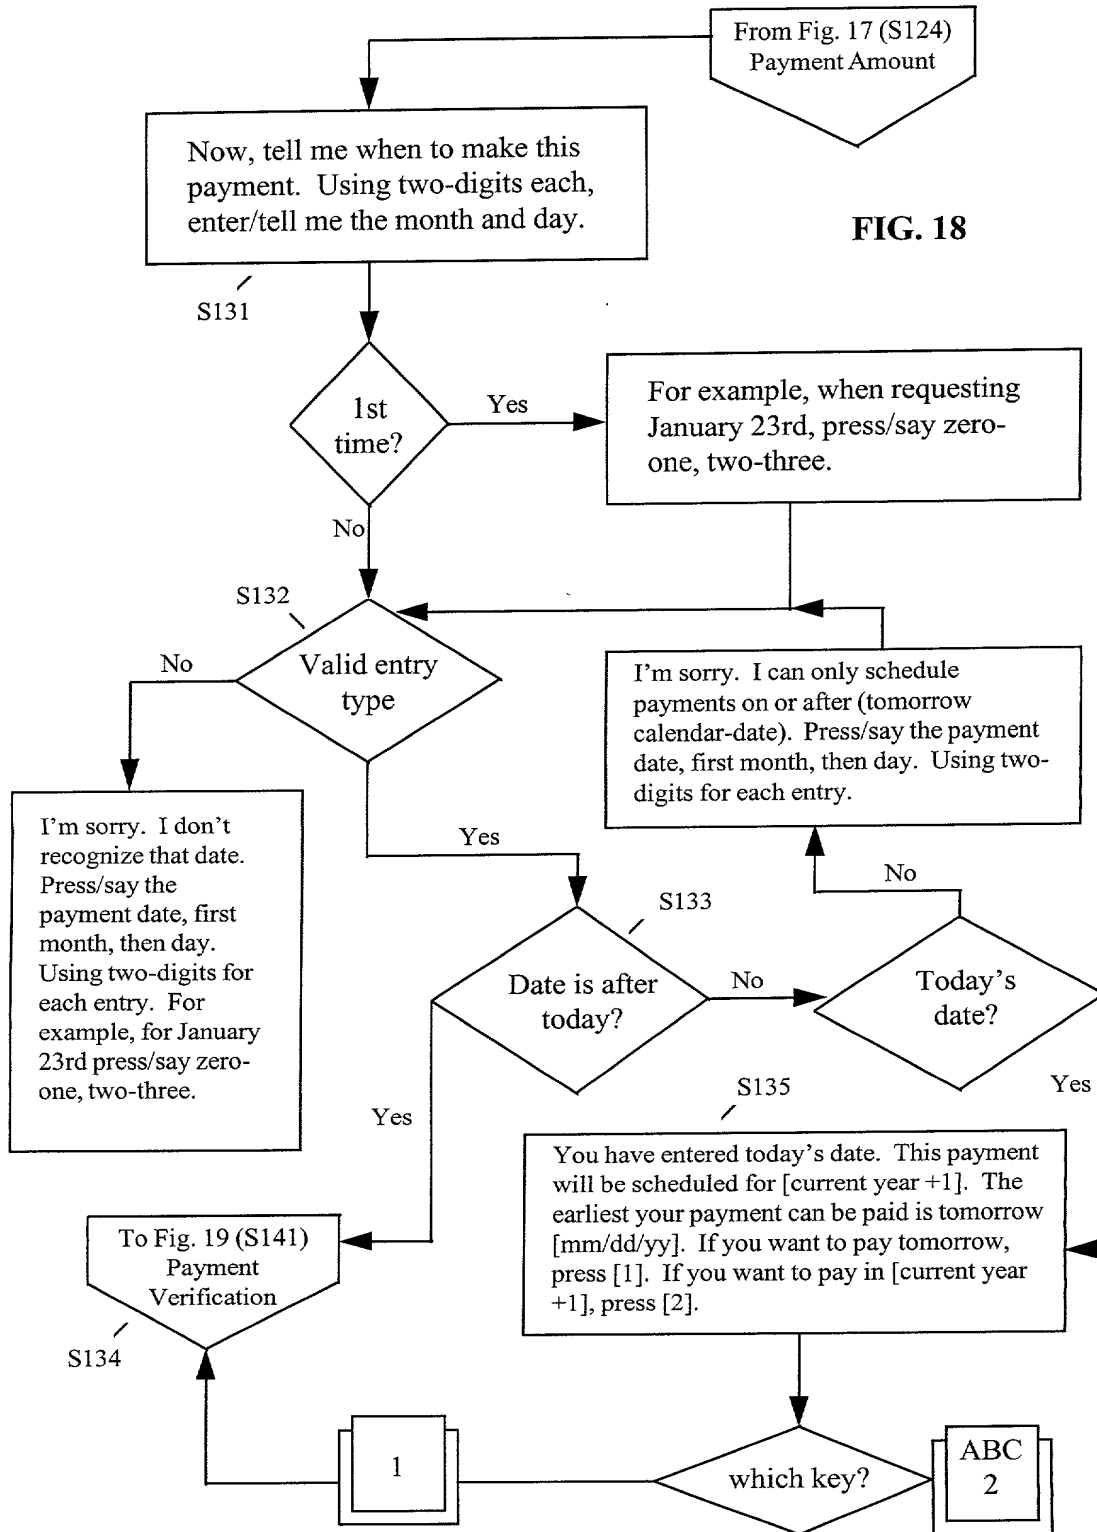 From Fig. 17 (S124)
Payment Amount
Now, tell me when to make this
payment. Using two-digits each,
enter/tell me the month and day.
FIG. 18
S131
1st
time?
Yes
For example, when requesting
January 23rd, press/say zero-
one, two-three.
No
S132
Valid entry
type
No
I'm sorry. I can only schedule
payments on or after (tomorrow
calendar-date). Press/say the payment
date, first month, then day. Using two-
digits for each entry.
I'm sorry. I don't
recognize that date.
Press/say the
payment date, first
month, then day.
Using two-digits for
each entry. For
example, for January
23rd press/say zero-
one, two-three.
Yes
No
S133
Date is after
today?
No
Today's
date?
Yes
Yes
S135
You have entered today's date. This payment
will be scheduled for [current year +1]. The
earliest your payment can be paid is tomorrow
[mm/dd/yy]. If you want to pay tomorrow,
press [1]. If you want to pay in [current year
+1], press [2].
To Fig. 19 (S141)
Payment
Verification
S134
1
which key?
ABC
2